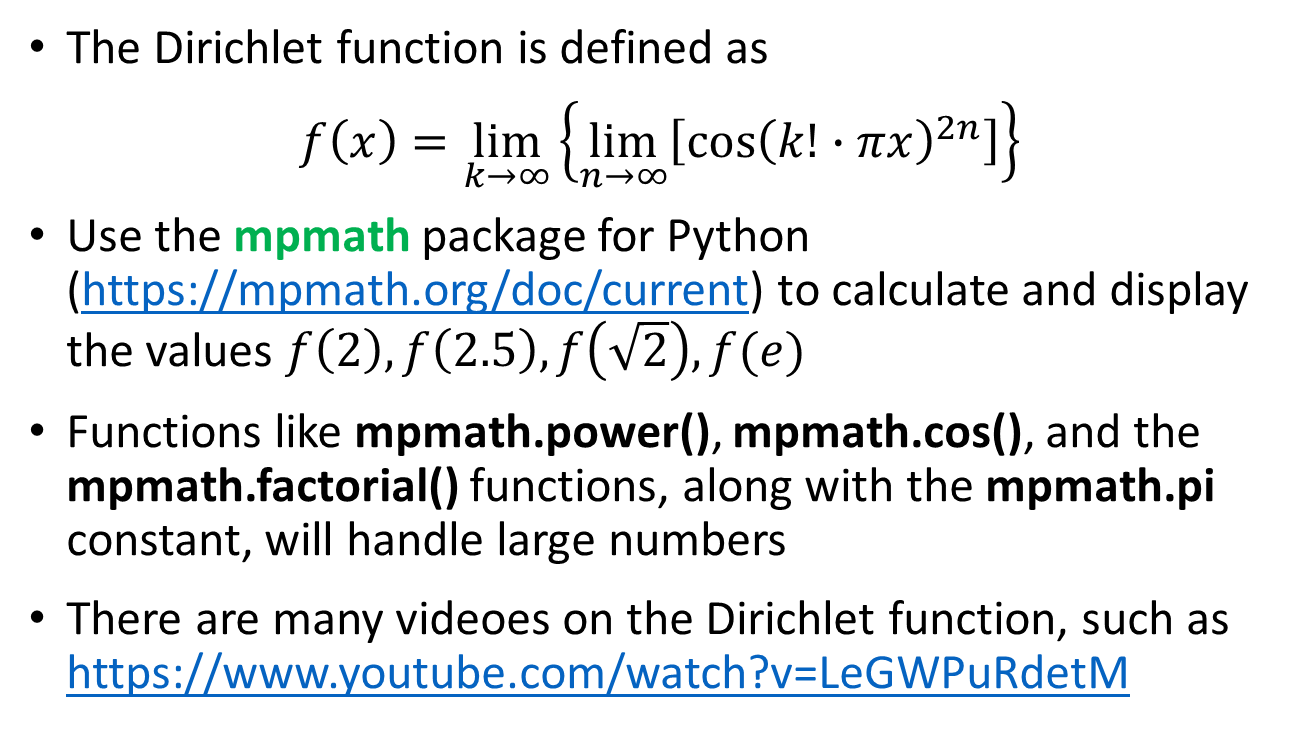 • The Dirichlet function is defined as
f(x) = lim k→∞ { lim n→∞ [cos(k! · πx)²ⁿ] }
• Use the mpmath package for Python
(https://mpmath.org/doc/current) to calculate and display
the values f(2), f(2.5), f(√2), f(e)
• Functions like mpmath.power(), mpmath.cos(), and the
mpmath.factorial() functions, along with the mpmath.pi
constant, will handle large numbers
• There are many videoes on the Dirichlet function, such as
https://www.youtube.com/watch?v=LeGWPuRdetM